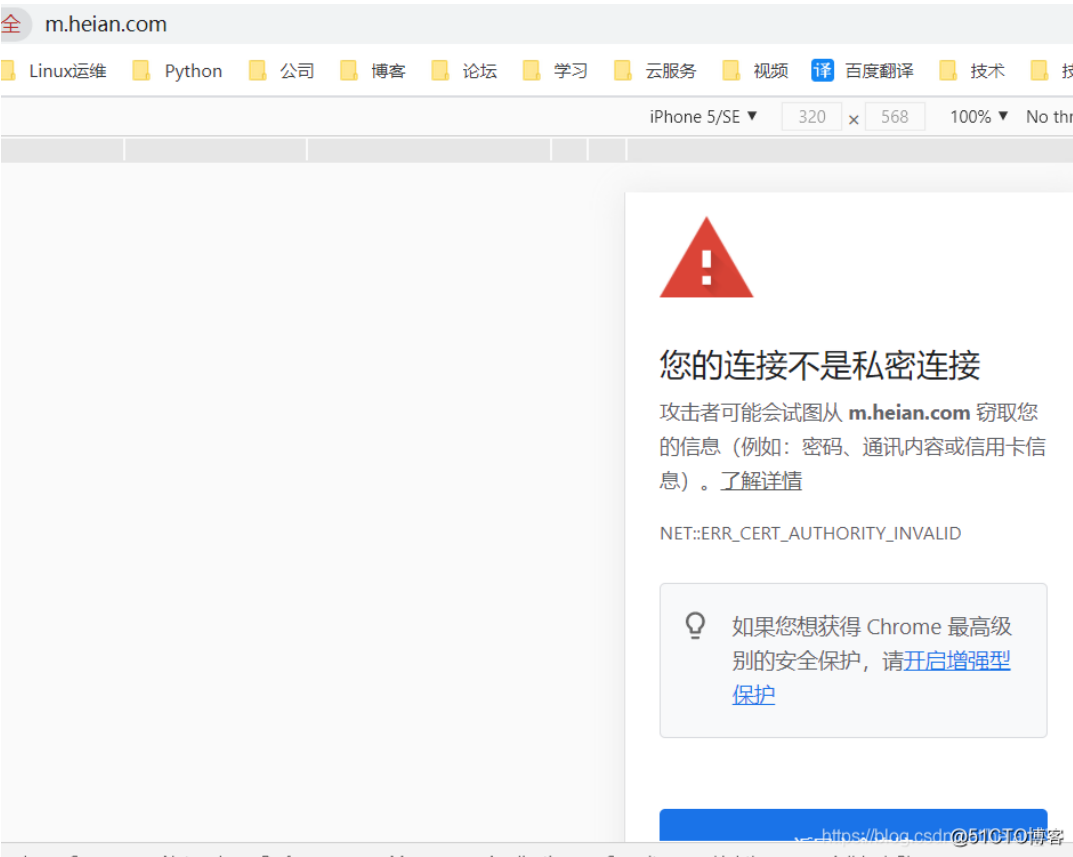 全 m.heian.com
Linux运维 Python 公司 博客 论坛 学习 云服务 视频 译 百度翻译 技术
iPhone 5/SE ▼ 320 × 568 100% ▼ No
您的连接不是私密连接
攻击者可能会试图从 m.heian.com 窃取您
的信息（例如：密码、通讯内容或信用卡信
息）。了解详情
NET::ERR_CERT_AUTHORITY_INVALID
如果您想获得 Chrome 最高级
别的安全保护，请开启增强型
保护
https://blog.csdn
@51CTO博客